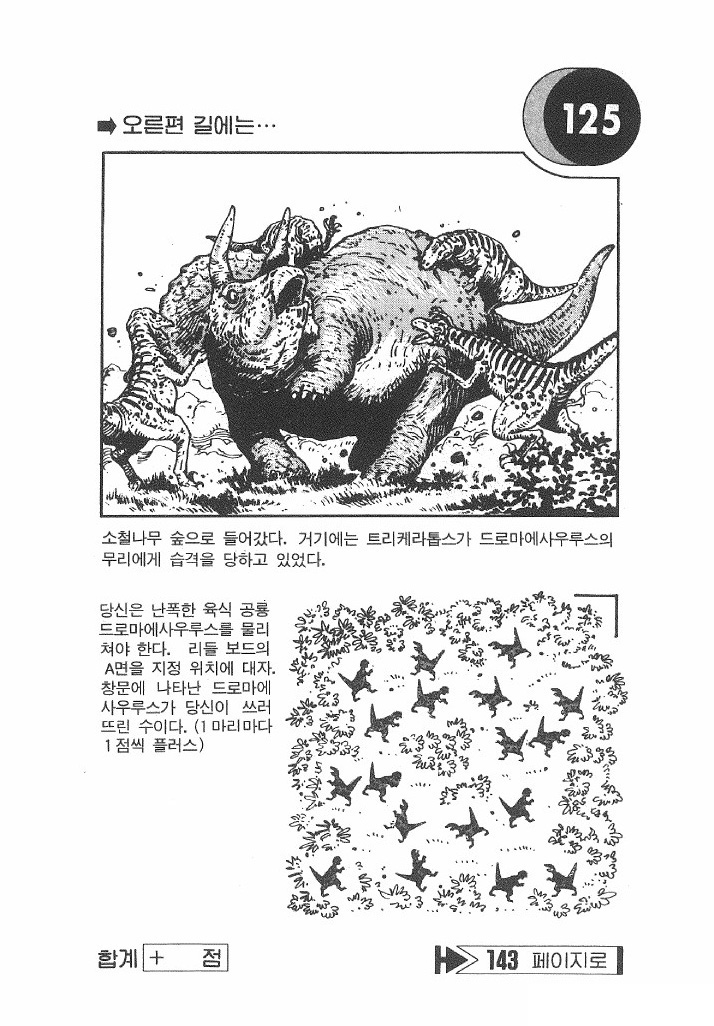 125
➡오른편 길에는…
소철나무 숲으로 들어갔다. 거기에는 트리케라톱스가 드로마에사우루스의
무리에게 습격을 당하고 있었다.
당신은 난폭한 육식 공룡
드로마에사우루스를 물리
쳐야 한다. 리들 보드의
A면을 지정 위치에 대자.
창문에 나타난 드로마에
사우루스가 당신이 쓰러
뜨린 수이다. (1마리마다
1점씩 플러스)
합계 + 점
143 페이지로